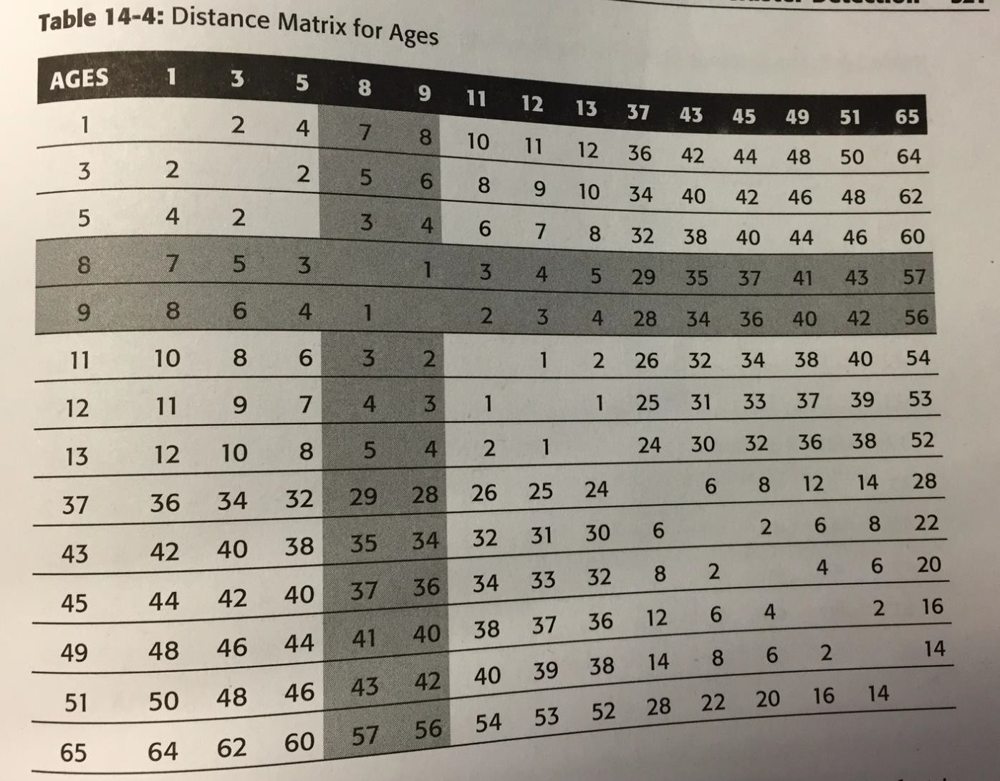 Table 14-4: Distance Matrix for Ages
AGES 1 3 5 8 9 11 12 13 37 43 45 49 51 65
1 2 4 7 8 10 11 12 36 42 44 48 50 64
3 2 2 5 6 8 9 10 34 40 42 46 48 62
5 4 2 3 4 6 7 8 32 38 40 44 46 60
8 7 5 3 1 3 4 5 29 35 37 41 43 57
9 8 6 4 1 2 3 4 28 34 36 40 42 56
11 10 8 6 3 2 1 2 26 32 34 38 40 54
12 11 9 7 4 3 1 1 25 31 33 37 39 53
13 12 10 8 5 4 2 1 24 30 32 36 38 52
37 36 34 32 29 28 26 25 24 6 8 12 14 28
43 42 40 38 35 34 32 31 30 6 2 6 8 22
45 44 42 40 37 36 34 33 32 8 2 4 6 20
49 48 46 44 41 40 38 37 36 12 6 4 2 16
51 50 48 46 43 42 40 39 38 14 8 6 2 14
65 64 62 60 57 56 54 53 52 28 22 20 16 14